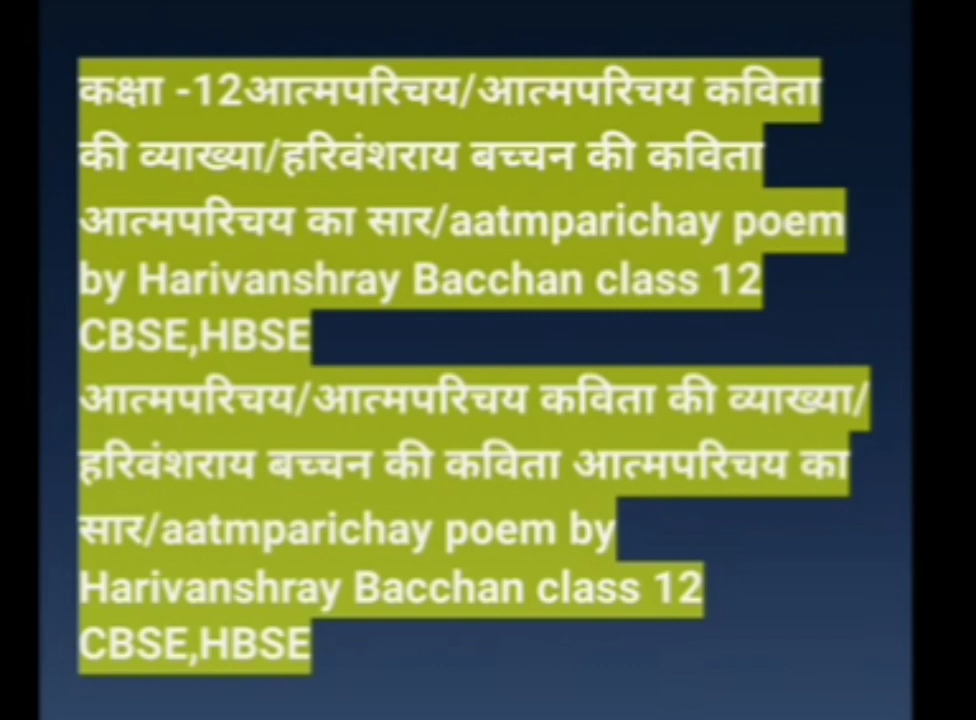 कक्षा -12आत्मपरिचय/आत्मपरिचय कविता
की व्याख्या/हरिवंशराय बच्चन की कविता
आत्मपरिचय का सार/aatmparichay poem
by Harivanshray Bacchan class 12
CBSE,HBSE
आत्मपरिचय/आत्मपरिचय कविता की व्याख्या/
हरिवंशराय बच्चन की कविता आत्मपरिचय का
सार/aatmparichay poem by
Harivanshray Bacchan class 12
CBSE,HBSE